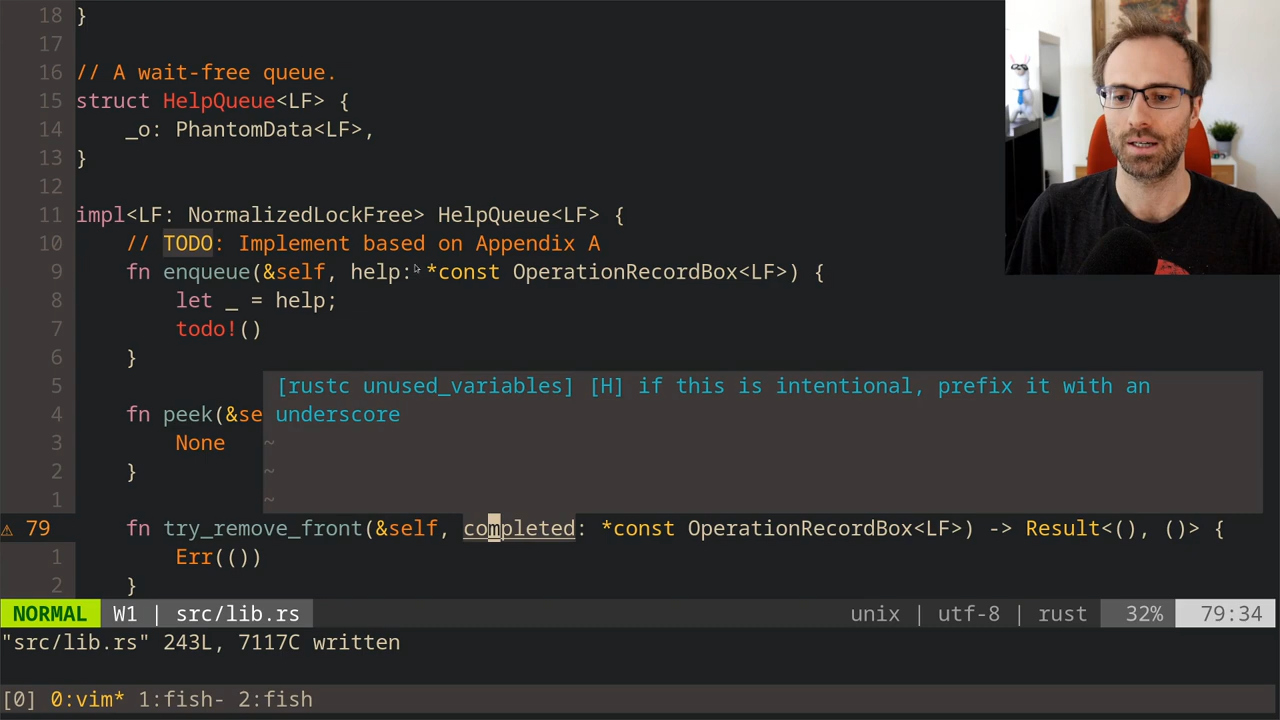 18 }
17
16 // A wait-free queue.
15 struct HelpQueue<LF> {
14     _o: PhantomData<LF>,
13 }
12
11 impl<LF: NormalizedLockFree> HelpQueue<LF> {
10     // TODO: Implement based on Appendix A
9     fn enqueue(&self, help: *const OperationRecordBox<LF>) {
8         let _ = help;
7         todo!()
6     }
5 [rustc unused_variables] [H] if this is intentional, prefix it with an
4     fn peek(&se underscore
3         None ~
2     } ~
1 ~
⚠ 79     fn try_remove_front(&self, completed: *const OperationRecordBox<LF>) -> Result<(), ()> {
1         Err(())
2     }
NORMAL W1 | src/lib.rs unix | utf-8 | rust 32% 79:34
"src/lib.rs" 243L, 7117C written
[0] 0:vim* 1:fish- 2:fish